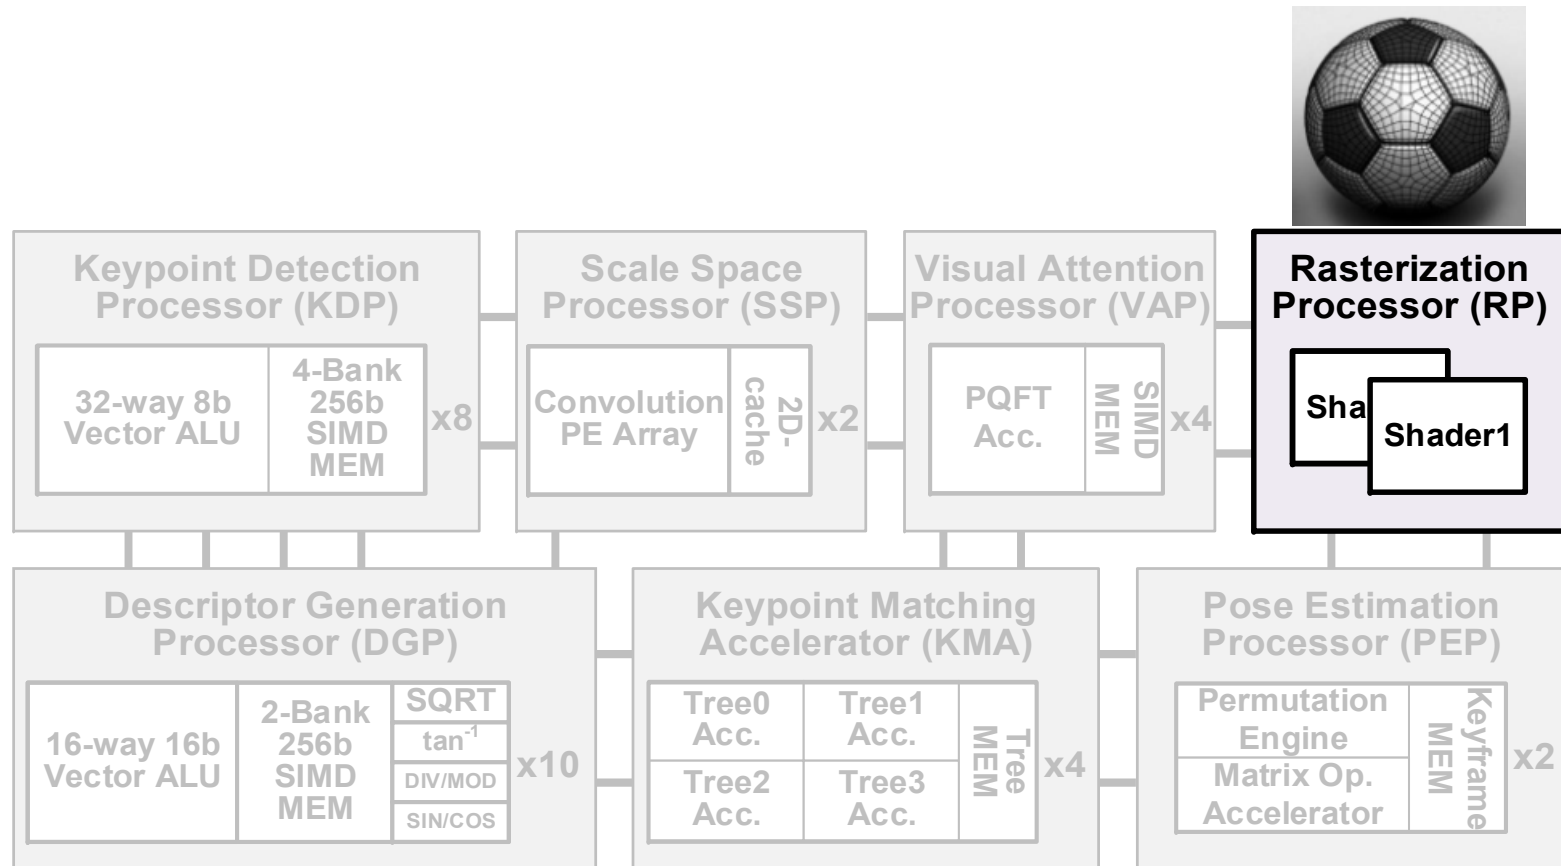 Keypoint Detection
Processor (KDP)
32-way 8b
Vector ALU
4-Bank
256b
SIMD
MEM
x8
Scale Space
Processor (SSP)
Convolution
PE Array
2D-
cache
x2
Visual Attention
Processor (VAP)
PQFT
Acc.
SIMD
MEM
x4
Rasterization
Processor (RP)
Sha
Shader1
Descriptor Generation
Processor (DGP)
16-way 16b
Vector ALU
2-Bank
256b
SIMD
MEM
SQRT
tan⁻¹
DIV/MOD
SIN/COS
x10
Keypoint Matching
Accelerator (KMA)
Tree0
Acc.
Tree1
Acc.
Tree2
Acc.
Tree3
Acc.
Tree
MEM
x4
Pose Estimation
Processor (PEP)
Permutation
Engine
Matrix Op.
Accelerator
Keyframe
MEM
x2